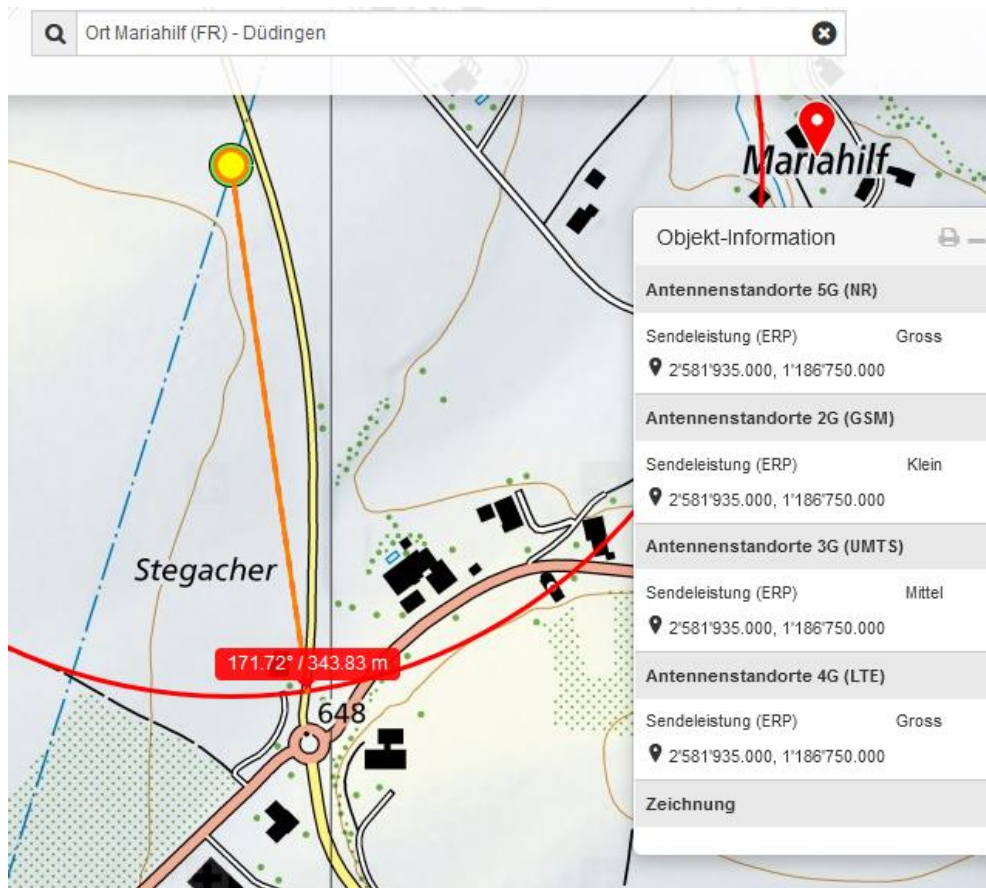 Ort Mariahilf (FR) - Düdingen
Mariahilf
Objekt-Information
Antennenstandorte 5G (NR)
Sendeleistung (ERP) Gross
2'581'935.000, 1'186'750.000
Antennenstandorte 2G (GSM)
Sendeleistung (ERP) Klein
2'581'935.000, 1'186'750.000
Antennenstandorte 3G (UMTS)
Sendeleistung (ERP) Mittel
2'581'935.000, 1'186'750.000
Antennenstandorte 4G (LTE)
Sendeleistung (ERP) Gross
2'581'935.000, 1'186'750.000
Zeichnung
Stegacher
171.72° / 343.83 m
648